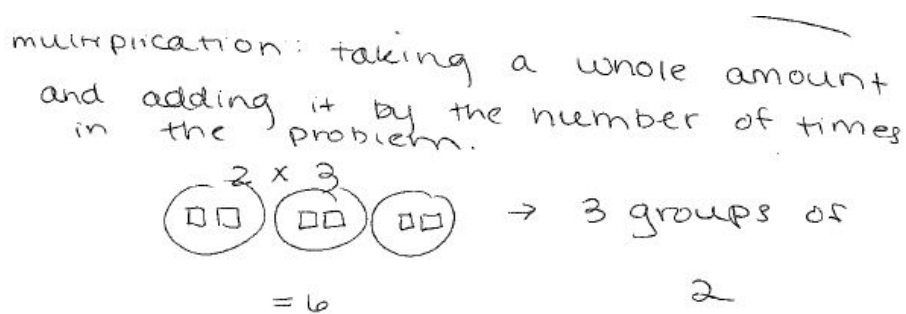 multiplication: taking a whole amount
and adding it by the number of times
in the problem.
2 x 3
→ 3 groups of
2
= 6